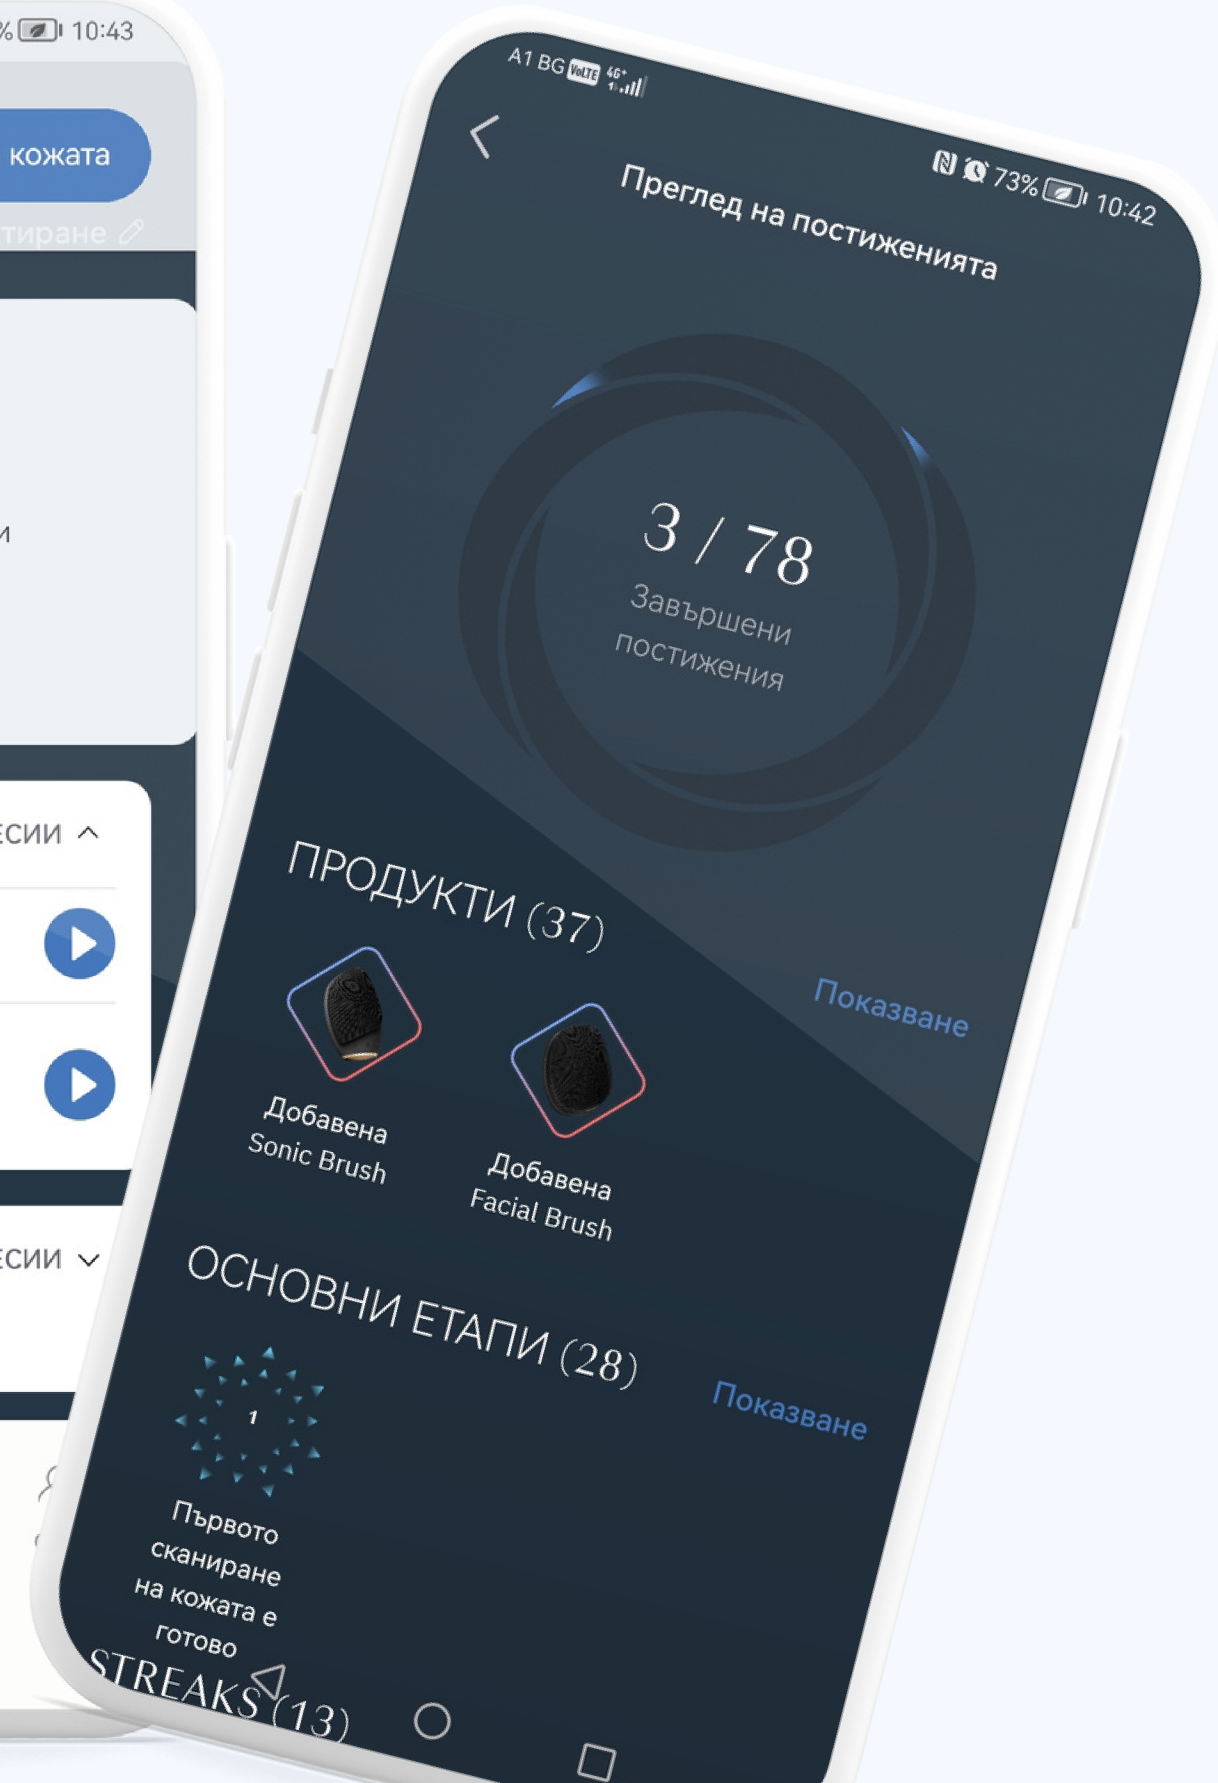 10:43
кожата
тиране
ЕСИИ
ЕСИИ
A1 BG VoLTE 4G+
73% 10:42
Преглед на постиженията
3 / 78
Завършени
постижения
ПРОДУКТИ (37)
Показване
Добавена
Sonic Brush
Добавена
Facial Brush
ОСНОВНИ ЕТАПИ (28)
Показване
1
Първото
сканиране
на кожата е
готово
STREAKS (13)